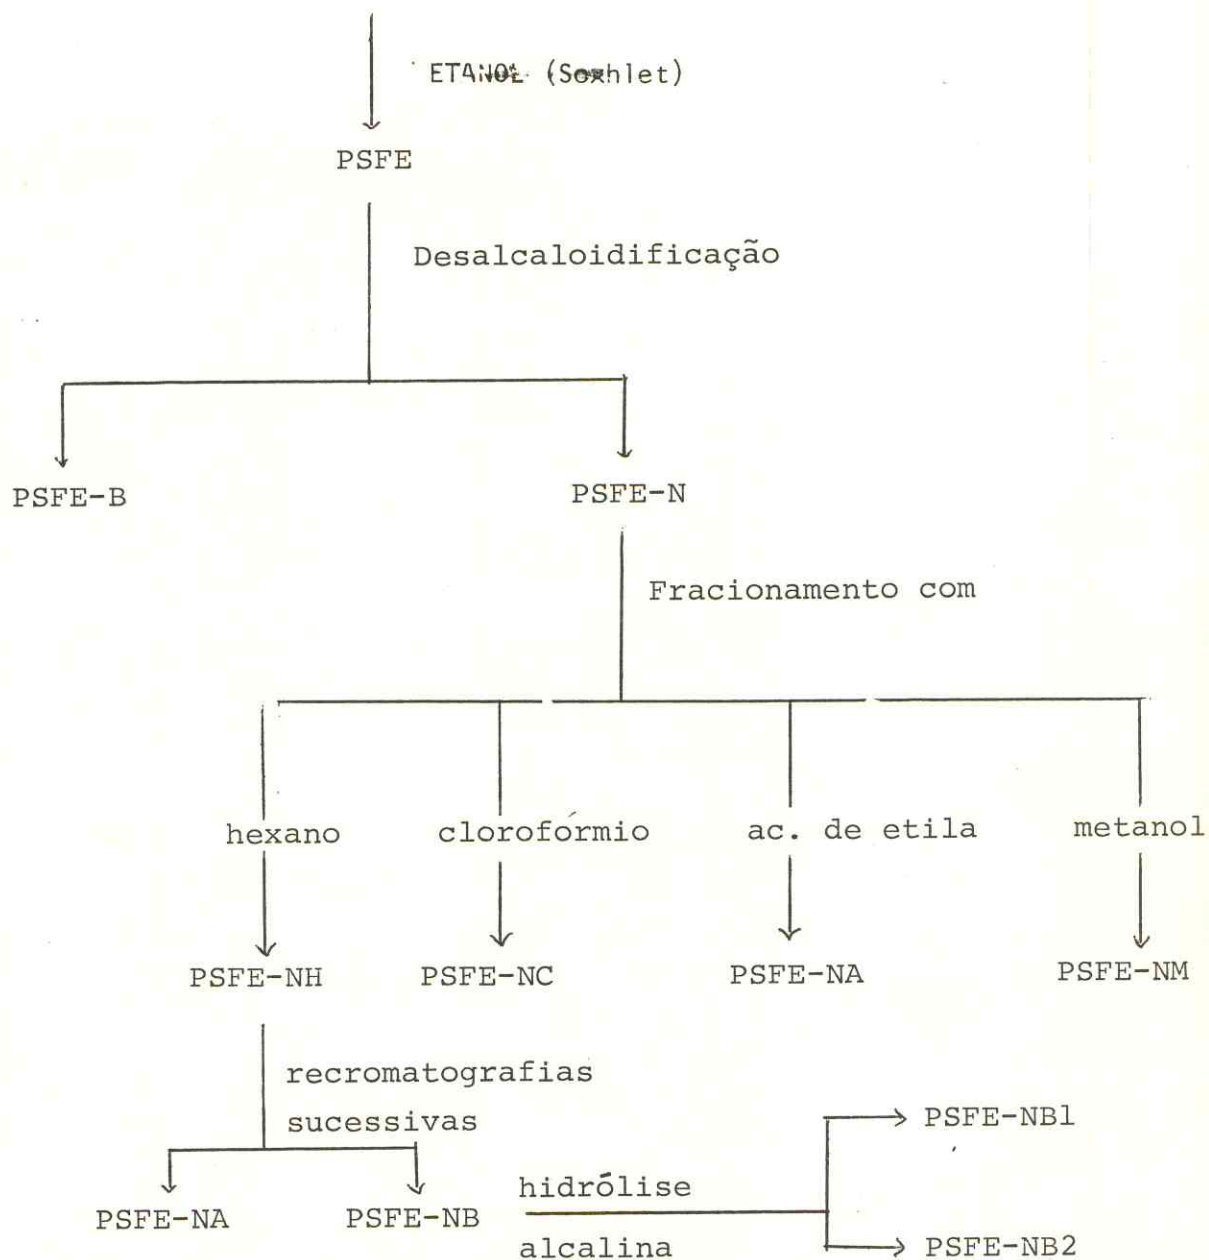 ETANOL (Soxhlet)
PSFE
Desalcaloidificação
PSFE-B PSFE-N
Fracionamento com
hexano clorofórmio ac. de etila metanol
PSFE-NH PSFE-NC PSFE-NA PSFE-NM
recromatografias
sucessivas
PSFE-NB1
PSFE-NA PSFE-NB hidrólise
alcalina PSFE-NB2